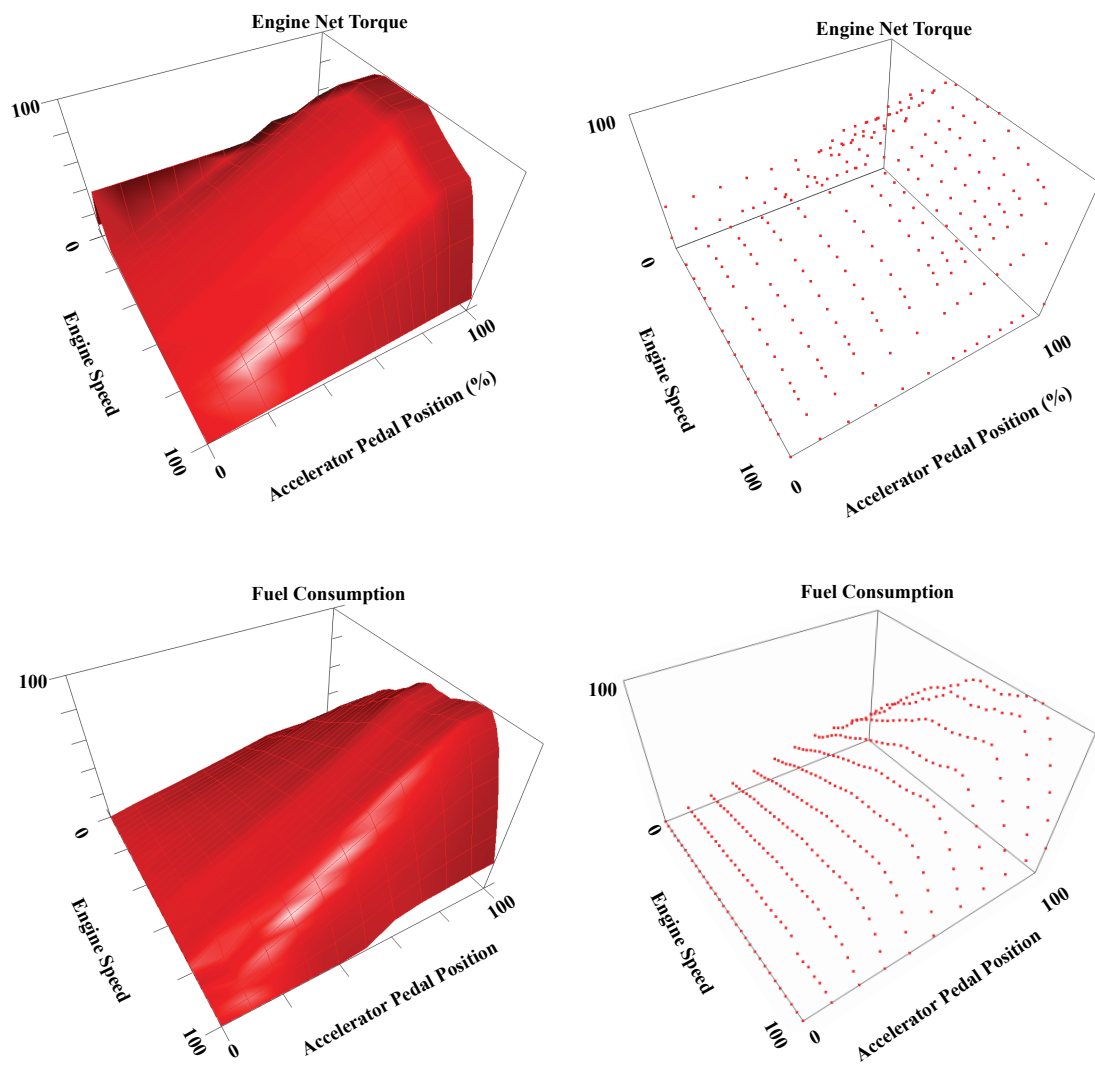 Engine Net Torque
100
0
Engine Speed
100
0
Accelerator Pedal Position (%)
100
Engine Net Torque
100
0
Engine Speed
100
0
Accelerator Pedal Position (%)
100
Fuel Consumption
100
0
Engine Speed
100
0
Accelerator Pedal Position
100
Fuel Consumption
100
0
Engine Speed
100
0
Accelerator Pedal Position
100